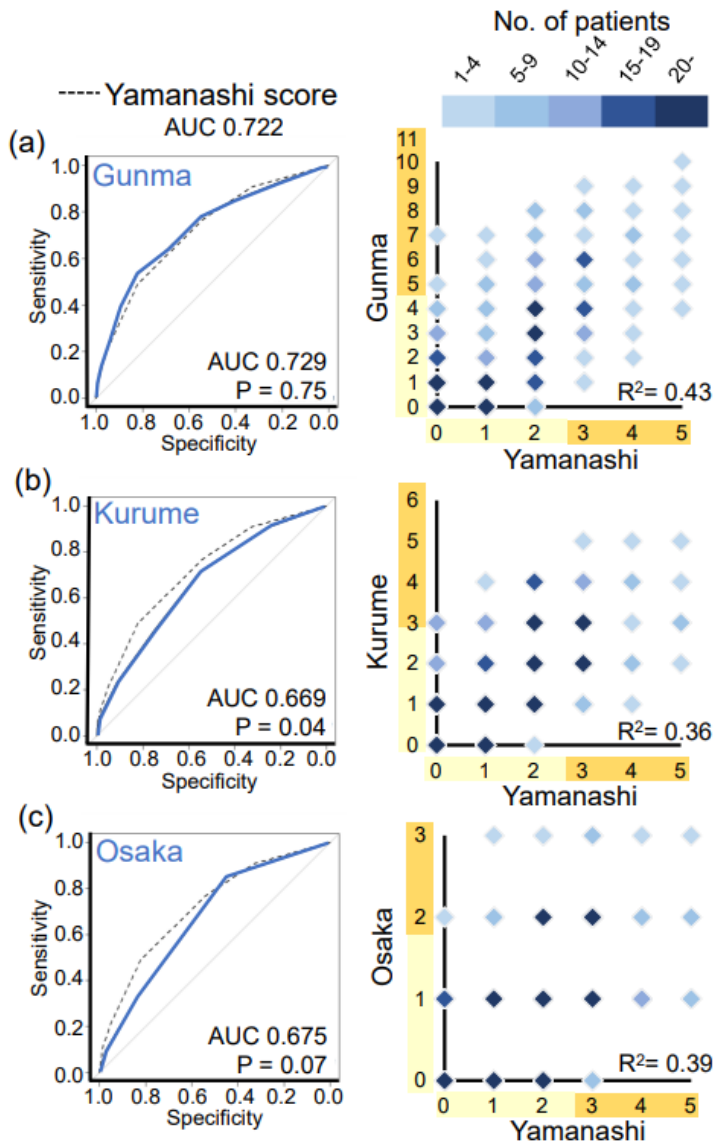 No. of patients
1-4 5-9 10-14 15-19 20-
Yamanashi score
AUC 0.722
(a)
Gunma
1.0
0.8
0.6
0.4
0.2
0.0
Sensitivity
AUC 0.729
P = 0.75
1.0 0.8 0.6 0.4 0.2 0.0
Specificity
11
10
9
8
7
6
5
4
3
2
1
0
Gunma
R²= 0.43
0 1 2 3 4 5
Yamanashi
(b)
Kurume
1.0
0.8
0.6
0.4
0.2
0.0
Sensitivity
AUC 0.669
P = 0.04
1.0 0.8 0.6 0.4 0.2 0.0
Specificity
6
5
4
3
2
1
0
Kurume
R²= 0.36
0 1 2 3 4 5
Yamanashi
(c)
Osaka
1.0
0.8
0.6
0.4
0.2
0.0
Sensitivity
AUC 0.675
P = 0.07
1.0 0.8 0.6 0.4 0.2 0.0
Specificity
3
2
1
0
Osaka
R²= 0.39
0 1 2 3 4 5
Yamanashi